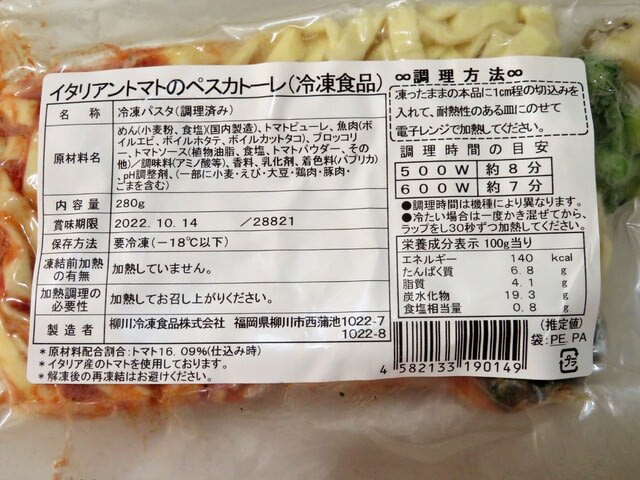 イタリアントマトのペスカトーレ(冷凍食品)
名 称 冷凍パスタ(調理済み)
原材料名 めん(小麦粉、食塩)(国内製造)、トマトピューレ、魚肉(ボ
イルエビ、ボイルホタテ、ボイルカットタコ)、ブロッコリ
ー、トマトソース(植物油脂、食塩、トマトパウダー、その
他)/調味料(アミノ酸等)、香料、乳化剤、着色料(パプリカ)
、pH調整剤、(一部に小麦・えび・大豆・鶏肉・豚肉・
ごまを含む)
内 容 量 280g
賞味期限 2022.10.14 /28821
保存方法 要冷凍(－18℃以下)
凍結前加熱の有無 加熱していません。
加熱調理の必要性 加熱してお召し上がりください。
製 造 者 柳川冷凍食品株式会社 福岡県柳川市西蒲池1022-7
1022-8
*原材料配合割合:トマト16.09%(仕込み時)
*イタリア産のトマトを使用しております。
*解凍後の再凍結はお避けください。
∞調理方法∞
凍ったままの本品に1cm程の切込みを
入れて、耐熱性のある皿にのせて
電子レンジで加熱してください。
調理時間の目安
500W 約8分
600W 約7分
●調理時間は機種により異なります。
●冷たい場合は一度かき混ぜてから、
ラップをし30秒ずつ加熱してください。
栄養成分表示 100g当り
エネルギー 140 kcal
たんぱく質 6.8 g
脂質 4.1 g
炭水化物 19.3 g
食塩相当量 0.8 g
(推定値)
袋:PE,PA
プラ
4 582133 190149